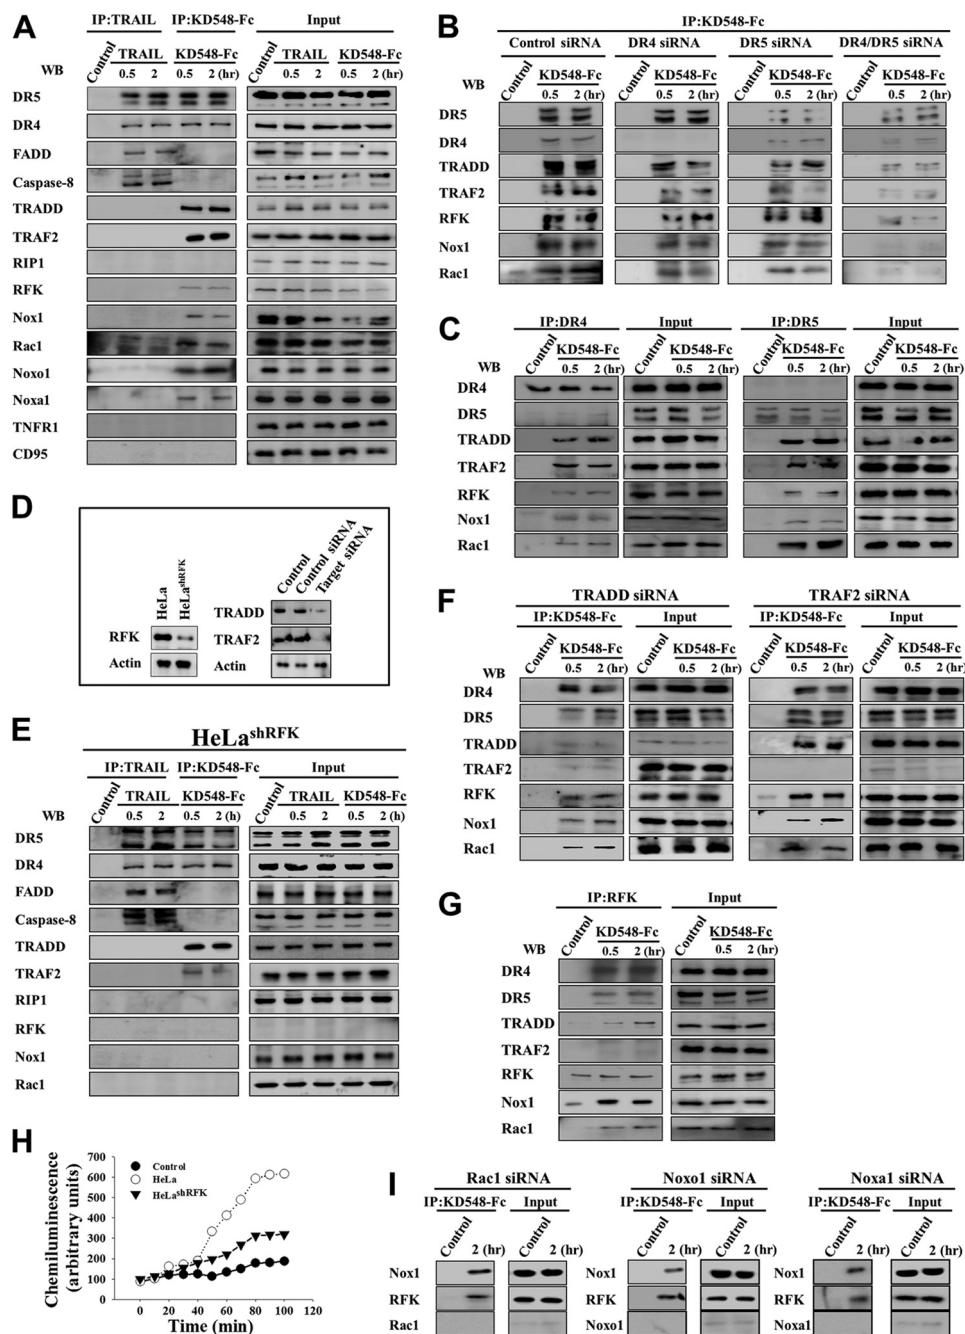 A
IP:TRAIL IP:KD548-Fc Input
Control TRAIL KD548-Fc Control TRAIL KD548-Fc
WB 0.5 2 0.5 2 (hr) 0.5 2 0.5 2 (hr)
DR5
DR4
FADD
Caspase-8
TRADD
TRAF2
RIP1
RFK
Nox1
Rac1
Noxo1
Noxa1
TNFR1
CD95
B
IP:KD548-Fc
Control siRNA DR4 siRNA DR5 siRNA DR4/DR5 siRNA
Control KD548-Fc Control KD548-Fc Control KD548-Fc Control KD548-Fc
0.5 2 (hr) 0.5 2 (hr) 0.5 2 (hr) 0.5 2 (hr)
DR5
DR4
TRADD
TRAF2
RFK
Nox1
Rac1
C
IP:DR4 Input IP:DR5 Input
Control KD548-Fc Control KD548-Fc Control KD548-Fc Control KD548-Fc
0.5 2 (hr) 0.5 2 (hr) 0.5 2 (hr) 0.5 2 (hr)
DR4
DR5
TRADD
TRAF2
RFK
Nox1
Rac1
D
HeLa HeLashRFK
RFK
Actin
Control Control siRNA Target siRNA
TRADD
TRAF2
Actin
E
HeLashRFK
IP:TRAIL IP:KD548-Fc Input
Control TRAIL KD548-Fc Control TRAIL KD548-Fc
WB 0.5 2 0.5 2 (h) 0.5 2 0.5 2 (h)
DR5
DR4
FADD
Caspase-8
TRADD
TRAF2
RIP1
RFK
Nox1
Rac1
F
TRADD siRNA TRAF2 siRNA
IP:KD548-Fc Input IP:KD548-Fc Input
Control KD548-Fc Control KD548-Fc Control KD548-Fc Control KD548-Fc
WB 0.5 2 (hr) 0.5 2 (hr) 0.5 2 (hr) 0.5 2 (hr)
DR4
DR5
TRADD
TRAF2
RFK
Nox1
Rac1
G
IP:RFK Input
Control KD548-Fc Control KD548-Fc
WB 0.5 2 (hr) 0.5 2 (hr)
DR4
DR5
TRADD
TRAF2
RFK
Nox1
Rac1
H
Chemiluminescence
(arbitrary units)
700
600
500
400
300
200
100
0
Control
HeLa
HeLashRFK
0 20 40 60 80 100 120
Time (min)
I
Rac1 siRNA Noxo1 siRNA Noxa1 siRNA
IP:KD548-Fc Input IP:KD548-Fc Input IP:KD548-Fc Input
Control 2 (hr) Control 2 (hr) Control 2 (hr) Control 2 (hr) Control 2 (hr) Control 2 (hr)
Nox1 Nox1 Nox1
RFK RFK RFK
Rac1 Noxo1 Noxa1